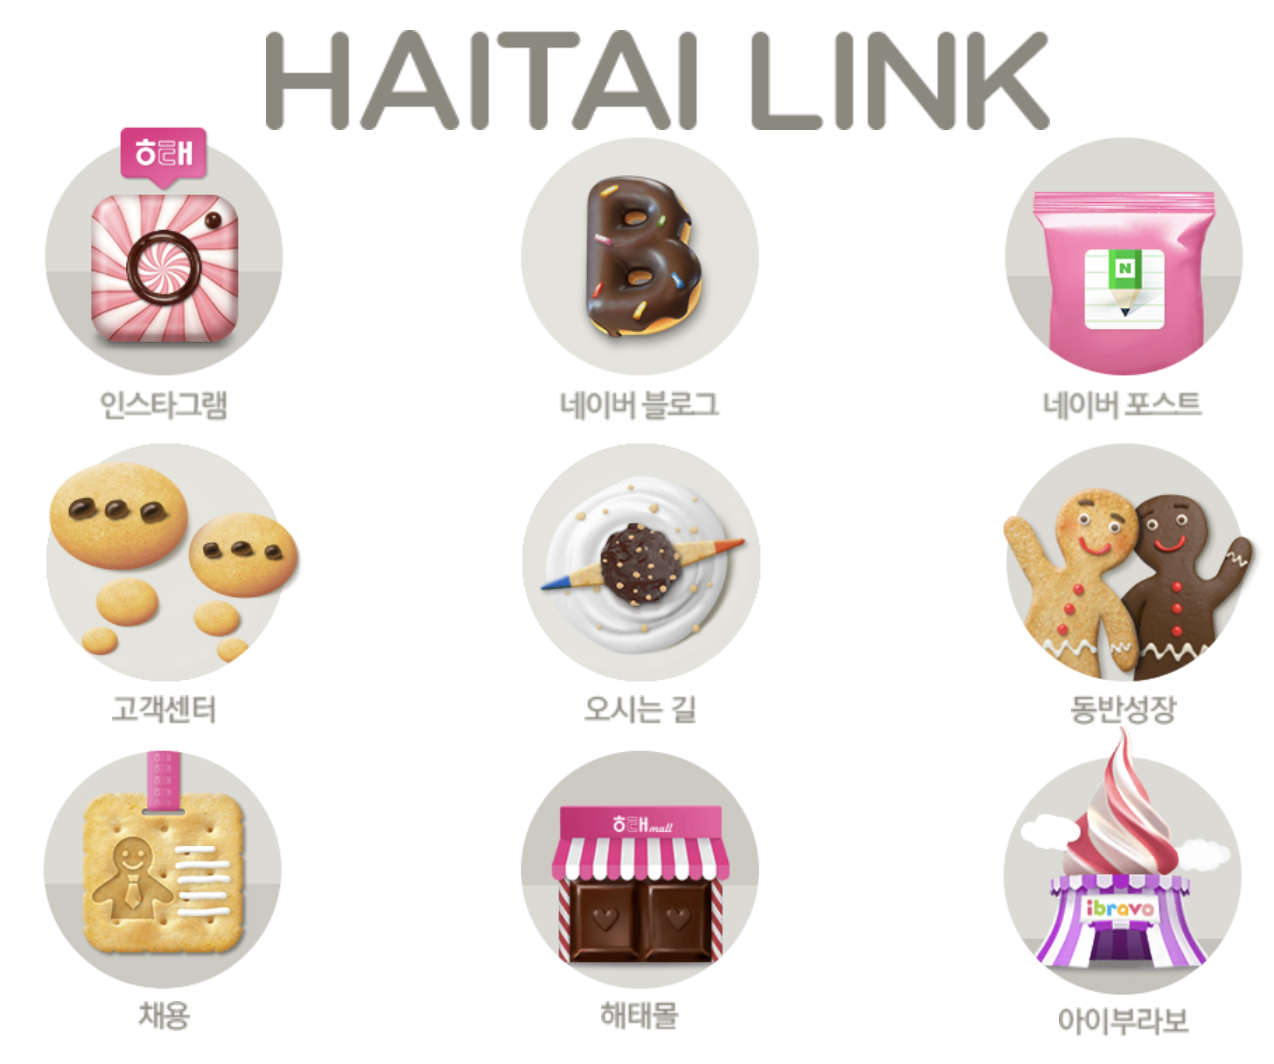 HAITAI LINK
해태
N
인스타그램
네이버 블로그
네이버 포스트
고객센터
오시는 길
동반성장
해태mall
ibravo
채용
해태몰
아이부라보